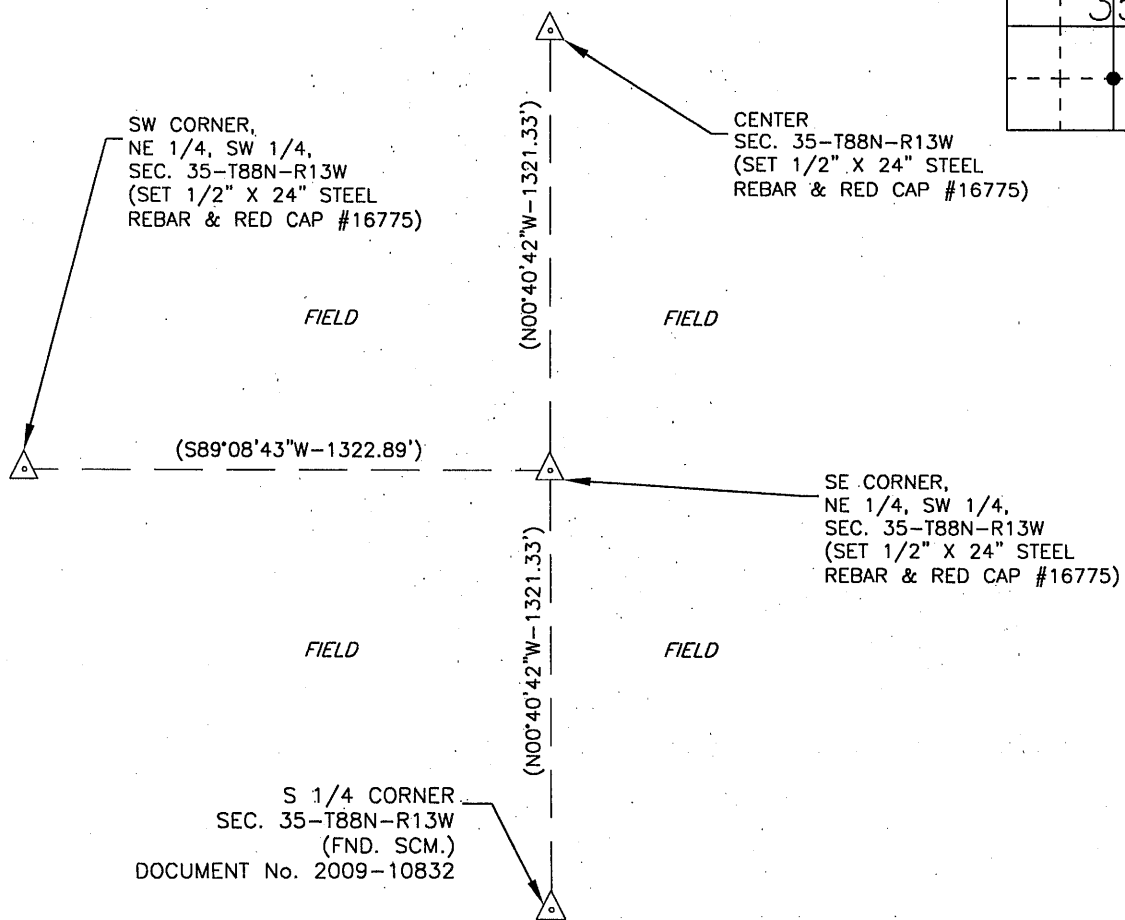 SW CORNER,
NE 1/4, SW 1/4,
SEC. 35-T88N-R13W
(SET 1/2" X 24" STEEL
REBAR & RED CAP #16775)
CENTER
SEC. 35-T88N-R13W
(SET 1/2" X 24" STEEL
REBAR & RED CAP #16775)
(N00°40'42"W-1321.33')
FIELD
FIELD
(S89°08'43"W-1322.89')
SE CORNER,
NE 1/4, SW 1/4,
SEC. 35-T88N-R13W
(SET 1/2" X 24" STEEL
REBAR & RED CAP #16775)
(N00°40'42"W-1321.33')
FIELD
FIELD
S 1/4 CORNER
SEC. 35-T88N-R13W
(FND. SCM.)
DOCUMENT No. 2009-10832